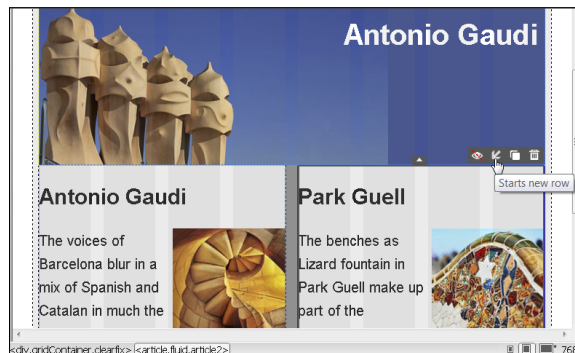 Antonio Gaudi
Starts new row
Antonio Gaudi
The voices of
Barcelona blur in a
mix of Spanish and
Catalan in much the
Park Guell
The benches as
Lizard fountain in
Park Guell make up
part of the
<div.gridContainer.clearfix> <article.fluid.article2>
768